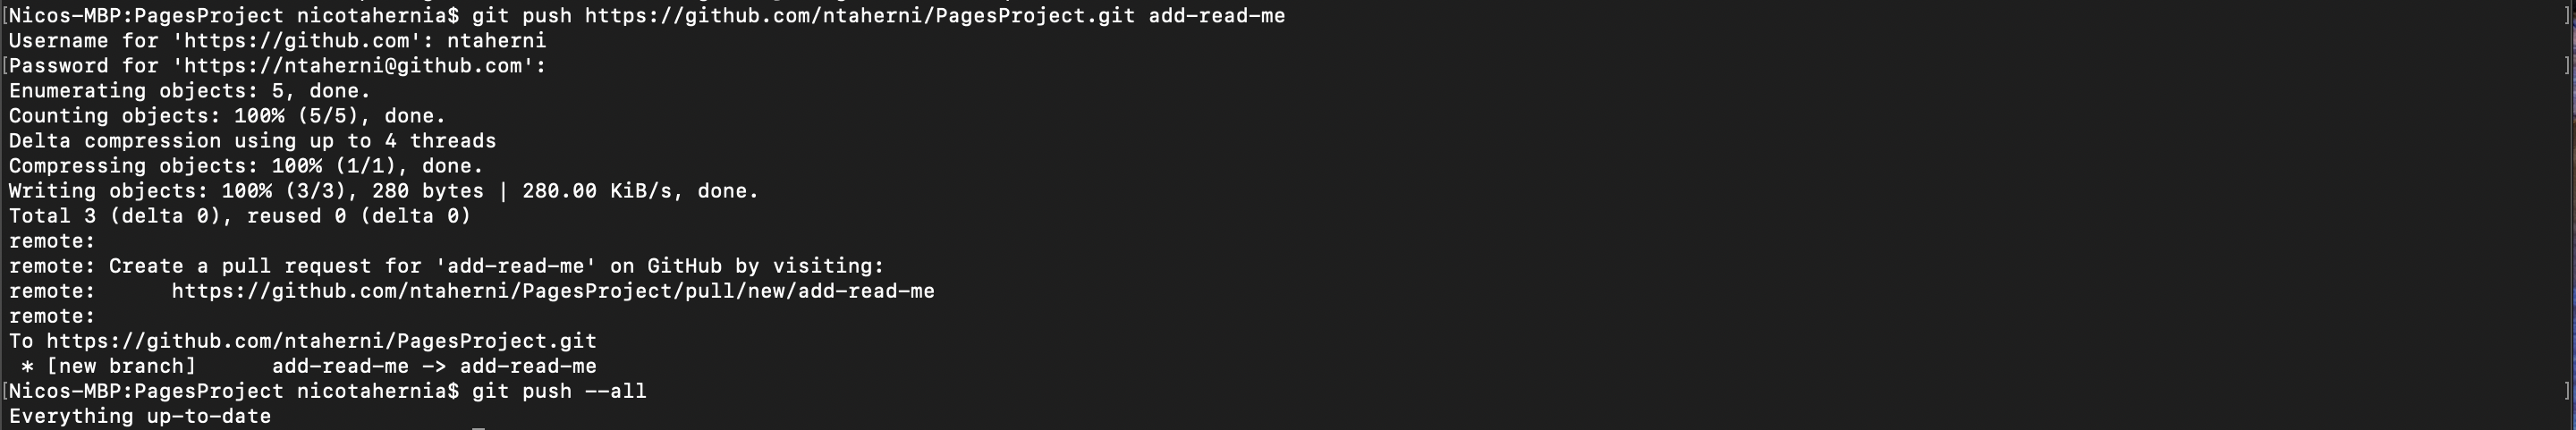 [Nicos-MBP:PagesProject nicotahernia$ git push https://github.com/ntaherni/PagesProject.git add-read-me ]
Username for 'https://github.com': ntaherni
[Password for 'https://ntaherni@github.com': ]
Enumerating objects: 5, done.
Counting objects: 100% (5/5), done.
Delta compression using up to 4 threads
Compressing objects: 100% (1/1), done.
Writing objects: 100% (3/3), 280 bytes | 280.00 KiB/s, done.
Total 3 (delta 0), reused 0 (delta 0)
remote:
remote: Create a pull request for 'add-read-me' on GitHub by visiting:
remote:      https://github.com/ntaherni/PagesProject/pull/new/add-read-me
remote:
To https://github.com/ntaherni/PagesProject.git
 * [new branch]      add-read-me -> add-read-me
[Nicos-MBP:PagesProject nicotahernia$ git push --all ]
Everything up-to-date